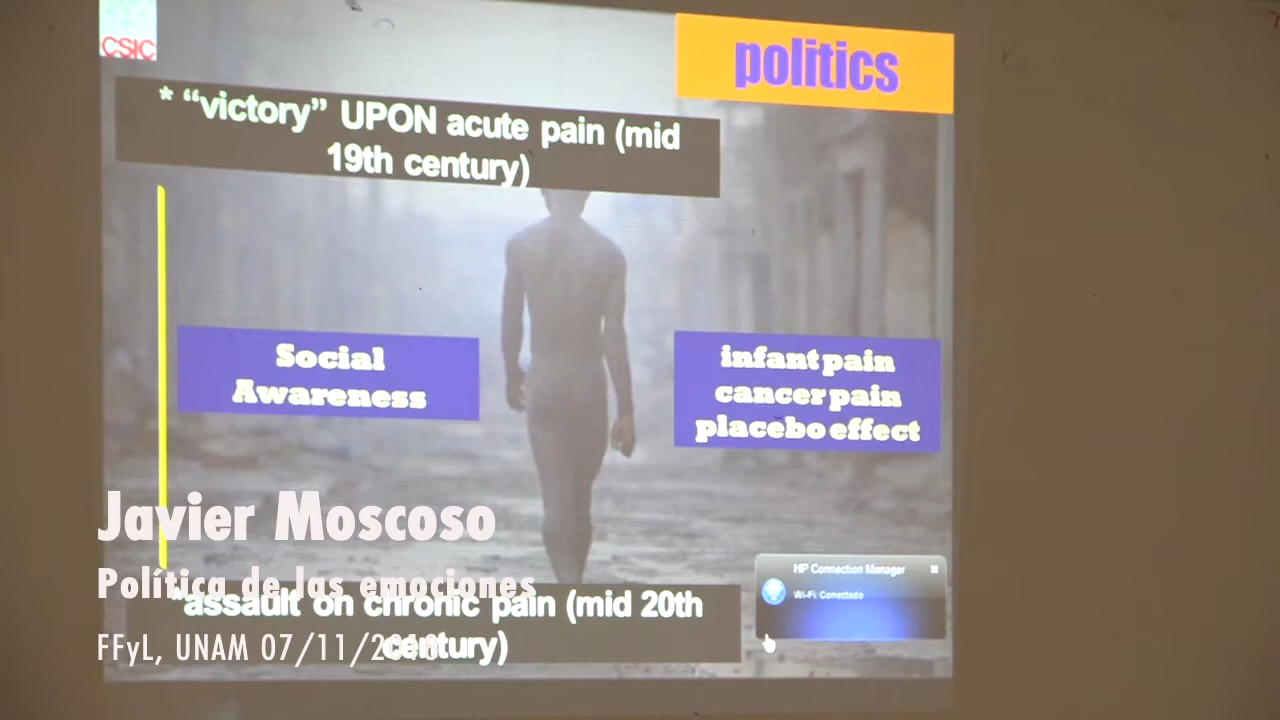 CSIC
politics
* “victory” UPON acute pain (mid
19th century)
Social
Awareness
infant pain
cancer pain
placebo effect
Javier Moscoso
Política de las emociones
FFyL, UNAM
*assault on chronic pain (mid 20th
century)
HP Connection Manager
Wi-Fi: Conectado